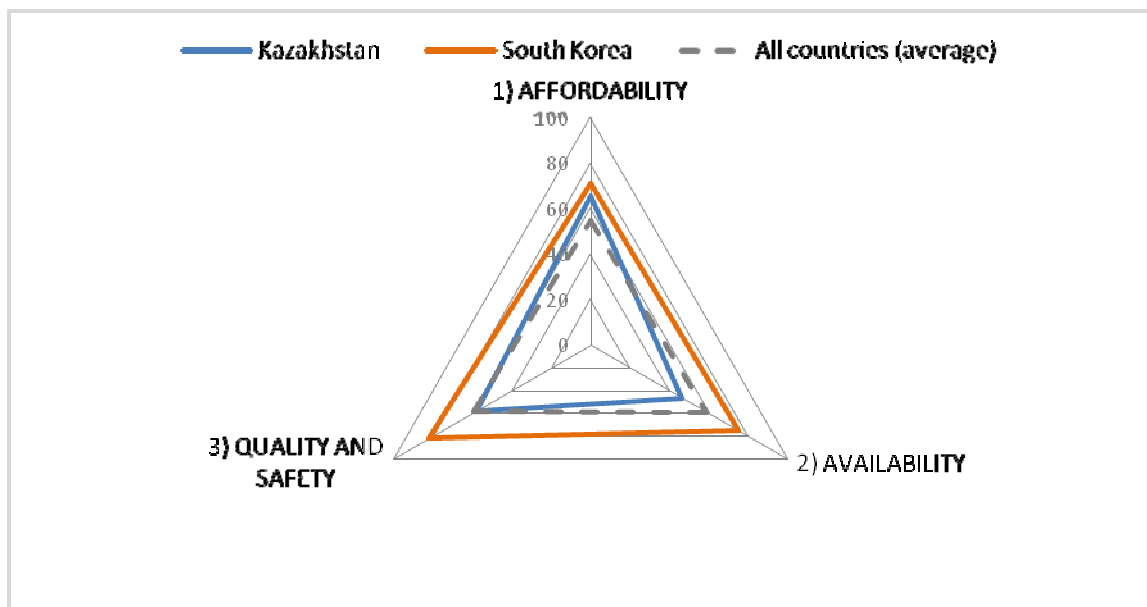 Kazakhstan South Korea All countries (average)
1) AFFORDABILITY
100
80
60
40
20
0
3) QUALITY AND
SAFETY
2) AVAILABILITY